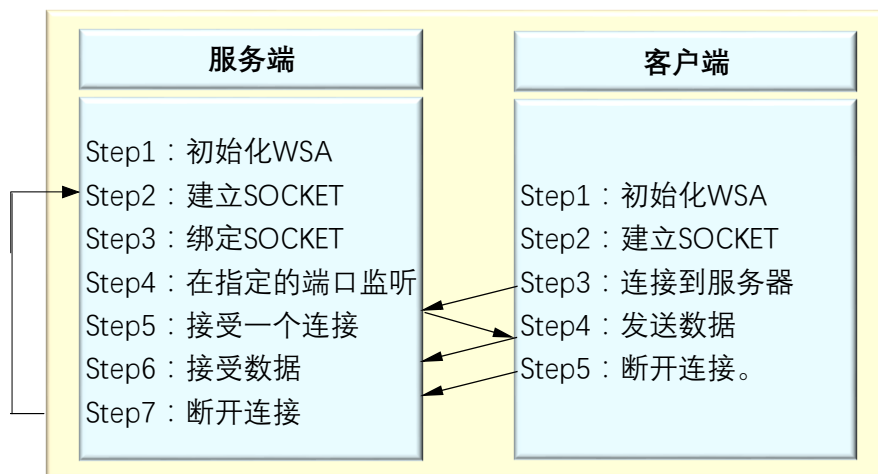 服务端
Step1：初始化WSA
Step2：建立SOCKET
Step3：绑定SOCKET
Step4：在指定的端口监听
Step5：接受一个连接
Step6：接受数据
Step7：断开连接
客户端
Step1：初始化WSA
Step2：建立SOCKET
Step3：连接到服务器
Step4：发送数据
Step5：断开连接。